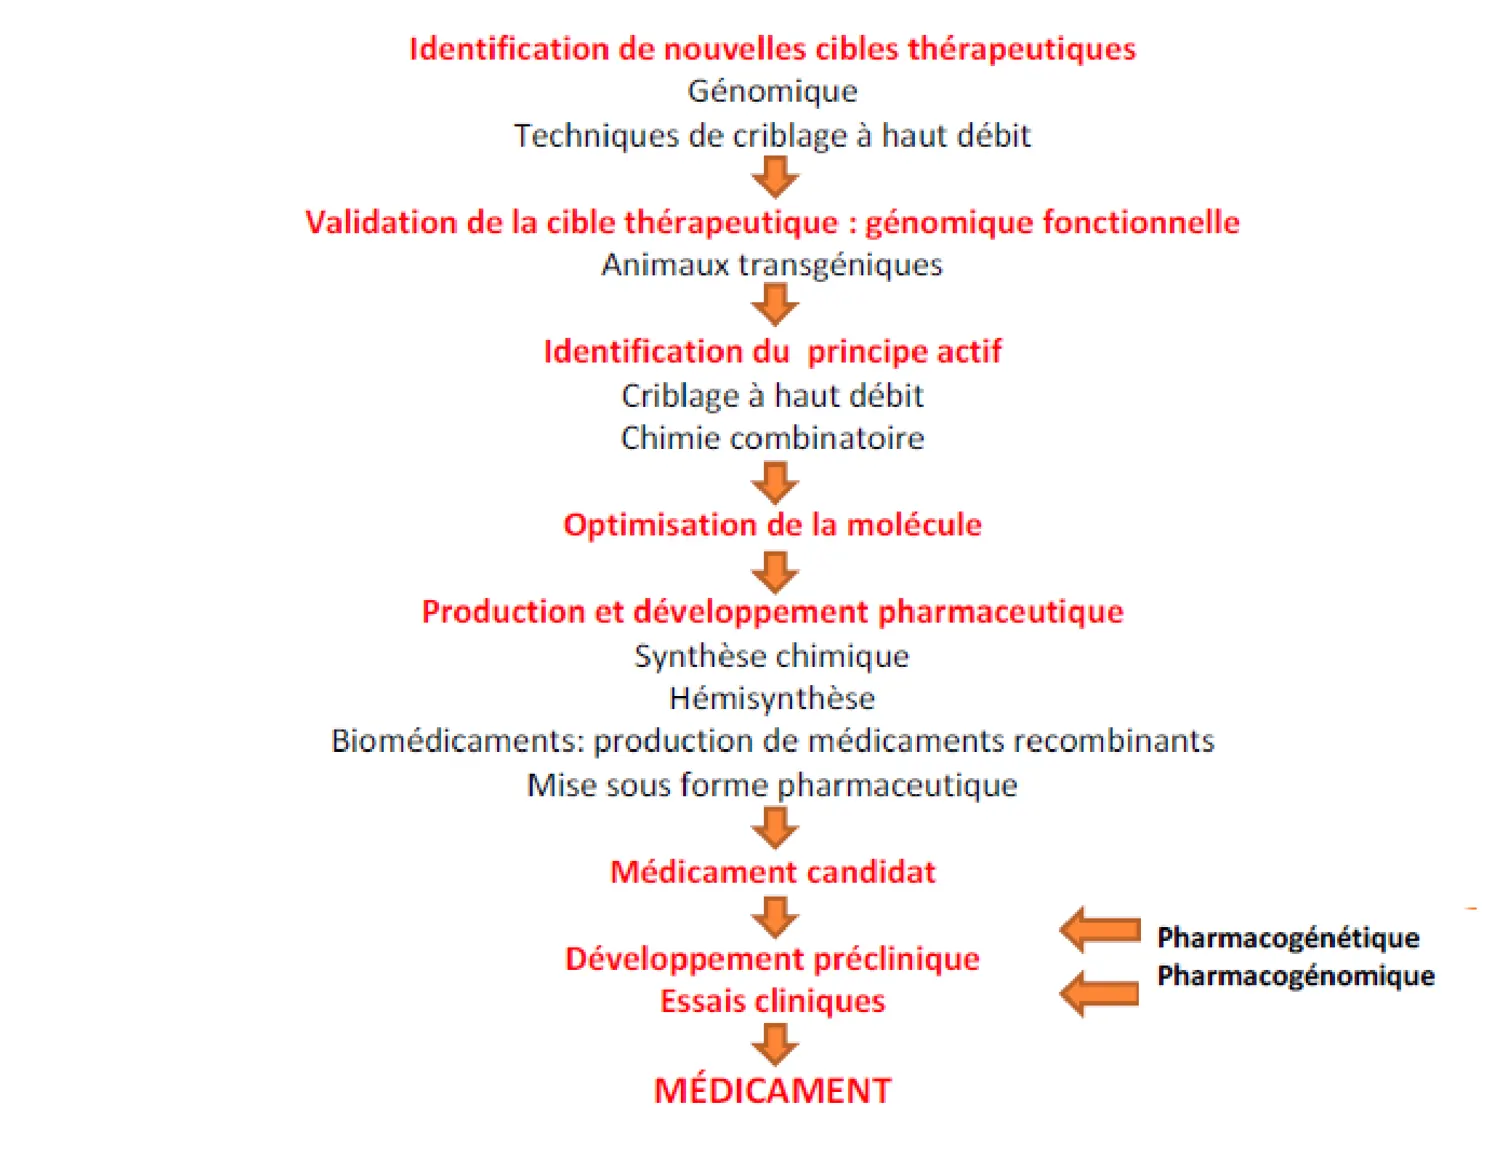 Identification de nouvelles cibles thérapeutiques
Génomique
Techniques de criblage à haut débit
Validation de la cible thérapeutique : génomique fonctionnelle
Animaux transgéniques
Identification du principe actif
Criblage à haut débit
Chimie combinatoire
Optimisation de la molécule
Production et développement pharmaceutique
Synthèse chimique
Hémisynthèse
Biomédicaments: production de médicaments recombinants
Mise sous forme pharmaceutique
Médicament candidat
Développement préclinique
Essais cliniques
Pharmacogénétique
Pharmacogénomique
MÉDICAMENT